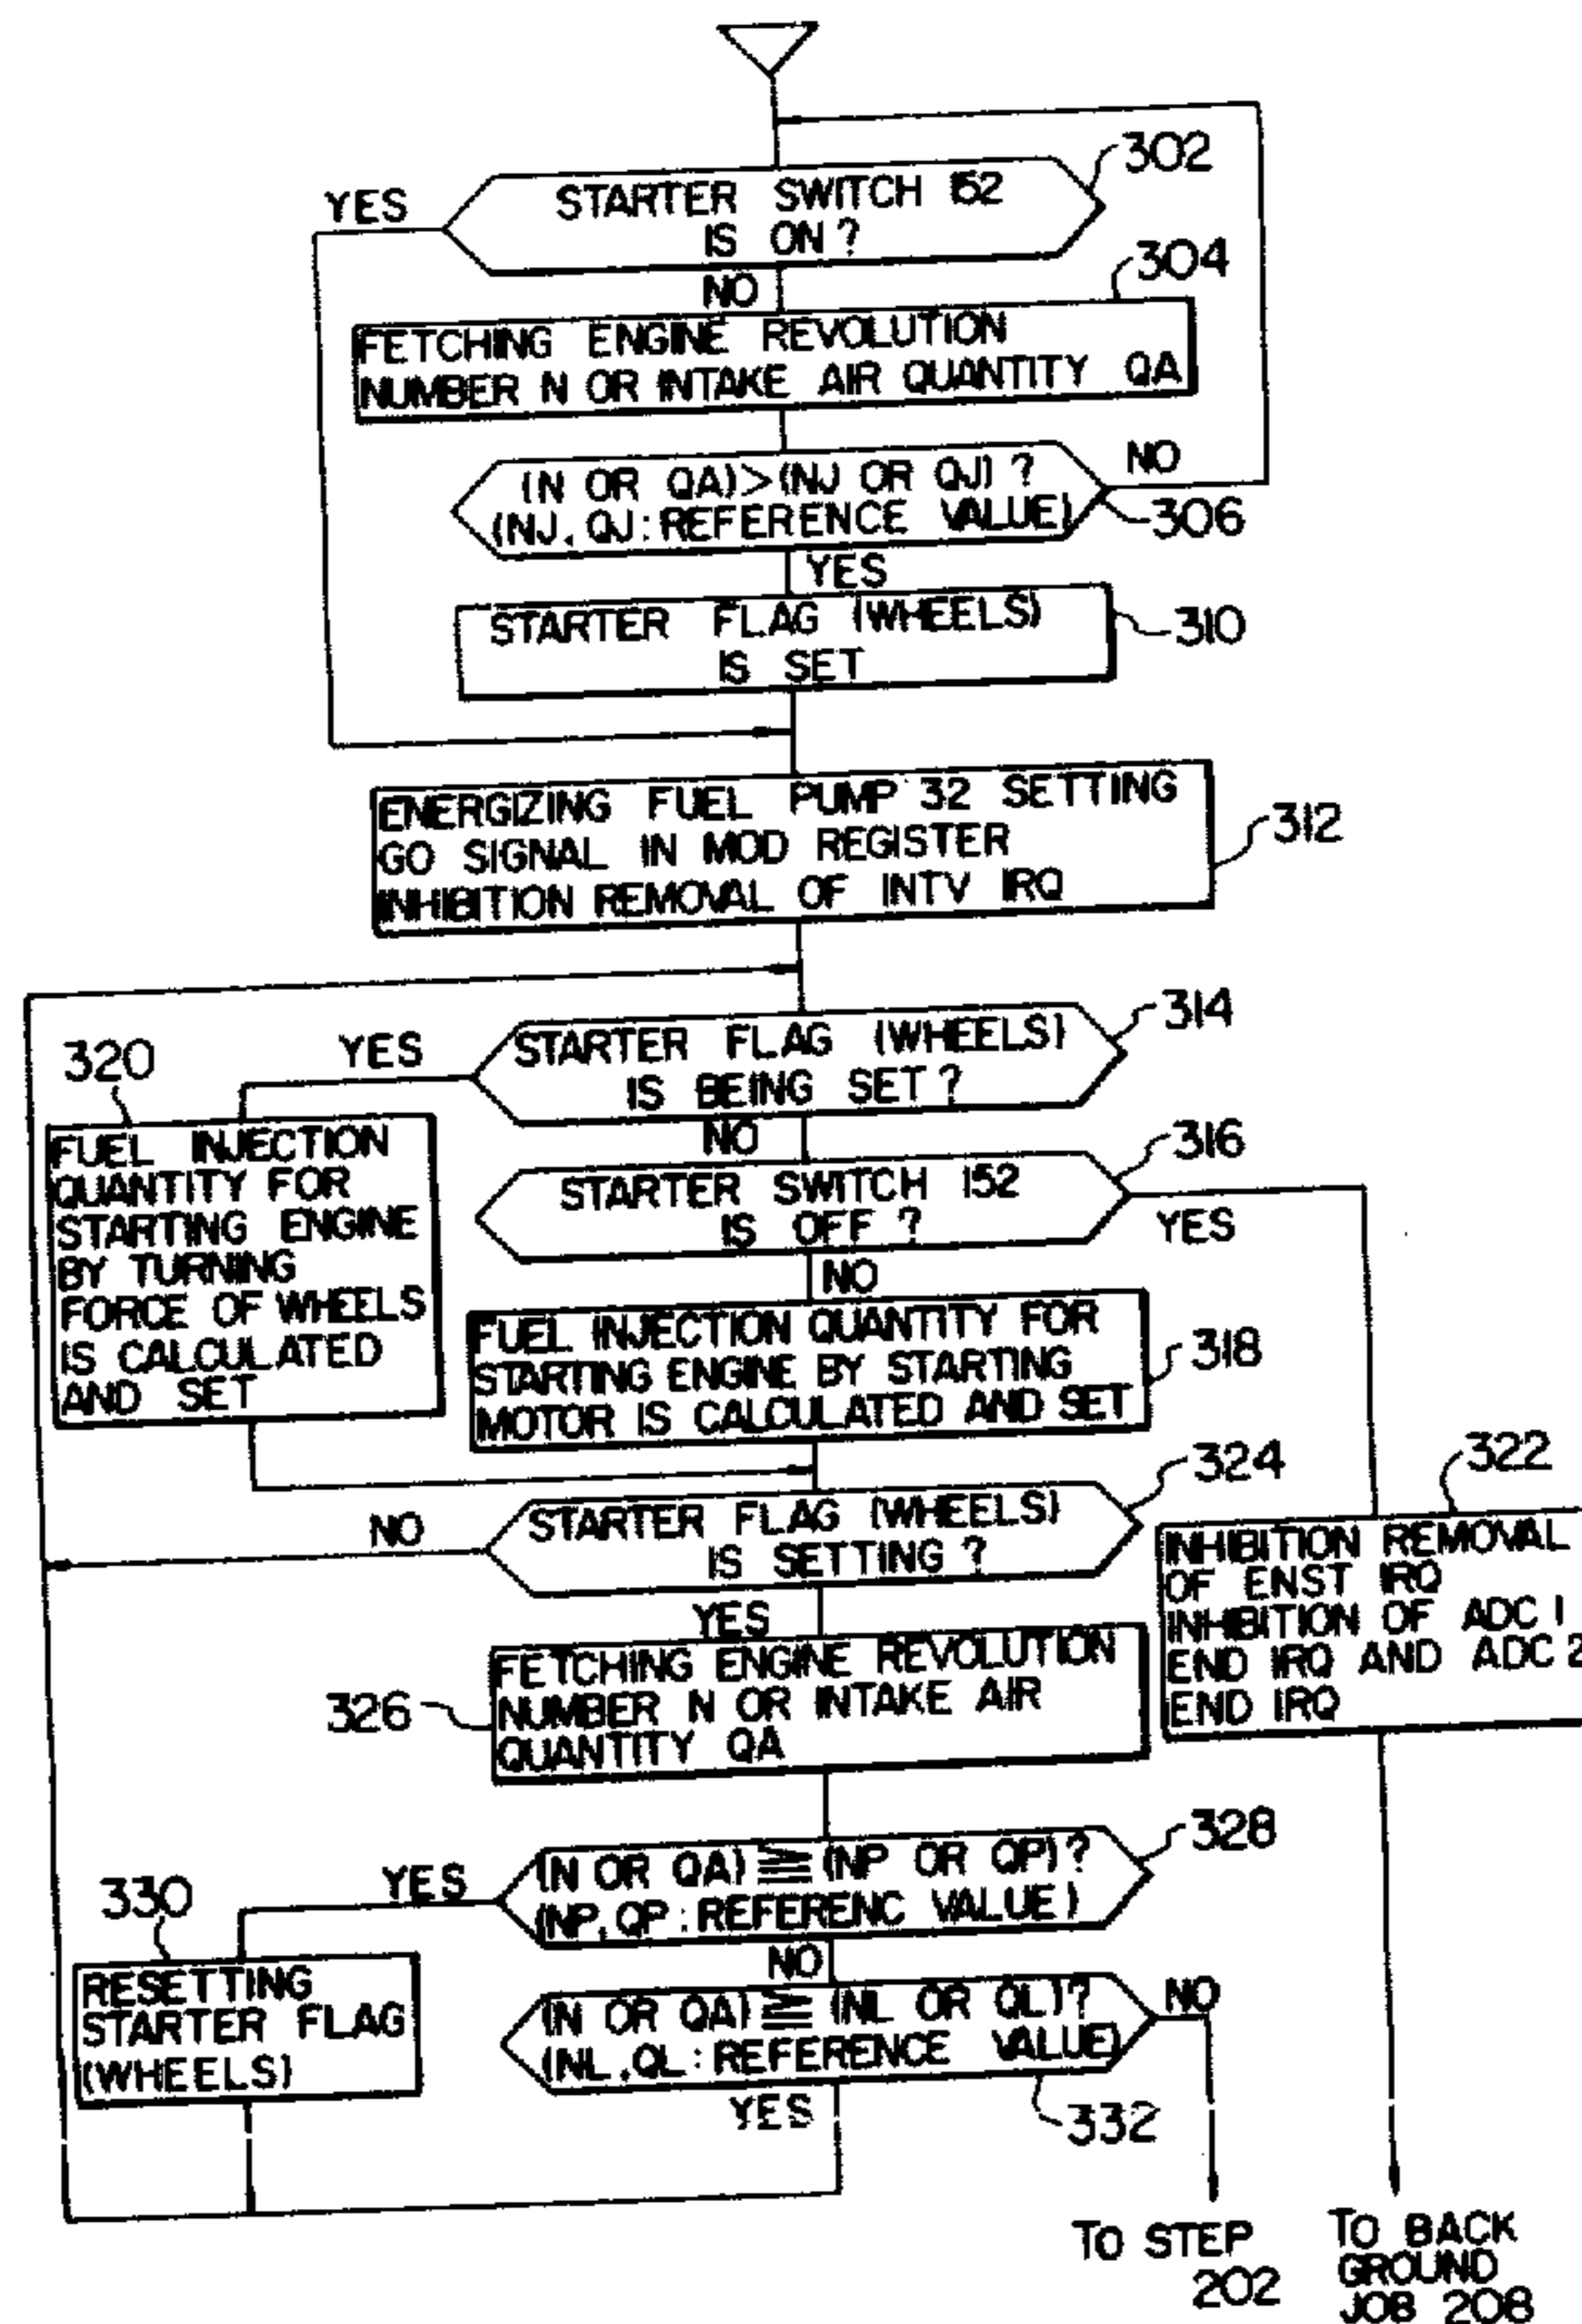 302
STARTER SWITCH 152
IS ON ?
YES
NO
304
FETCHING ENGINE REVOLUTION
NUMBER N OR INTAKE AIR QUANTITY QA
(N OR QA)>(NJ OR QJ) ?
(NJ, QJ : REFERENCE VALUE)
NO
306
YES
STARTER FLAG (WHEELS)
IS SET
310
ENERGIZING FUEL PUMP 32 SETTING
GO SIGNAL IN MOD REGISTER
INHIBITION REMOVAL OF INTV IRQ
312
314
STARTER FLAG (WHEELS)
IS BEING SET ?
YES
NO
320
FUEL INJECTION
QUANTITY FOR
STARTING ENGINE
BY TURNING
FORCE OF WHEELS
IS CALCULATED
AND SET
316
STARTER SWITCH 152
IS OFF ?
YES
NO
FUEL INJECTION QUANTITY FOR
STARTING ENGINE BY STARTING
MOTOR IS CALCULATED AND SET
318
324
STARTER FLAG (WHEELS)
IS SETTING ?
NO
YES
322
INHIBITION REMOVAL
OF ENST IRQ
INHIBITION OF ADC 1
END IRQ AND ADC 2
END IRQ
FETCHING ENGINE REVOLUTION
NUMBER N OR INTAKE AIR
QUANTITY QA
326
328
(N OR QA) ≧ (NP OR QP) ?
(NP, QP : REFERENC VALUE)
YES
NO
330
RESETTING
STARTER FLAG
(WHEELS)
(N OR QA) ≧ (NL OR QL) ?
(NL, QL : REFERENCE VALUE)
NO
YES
332
TO STEP
202
TO BACK
GROUND
JOB 208